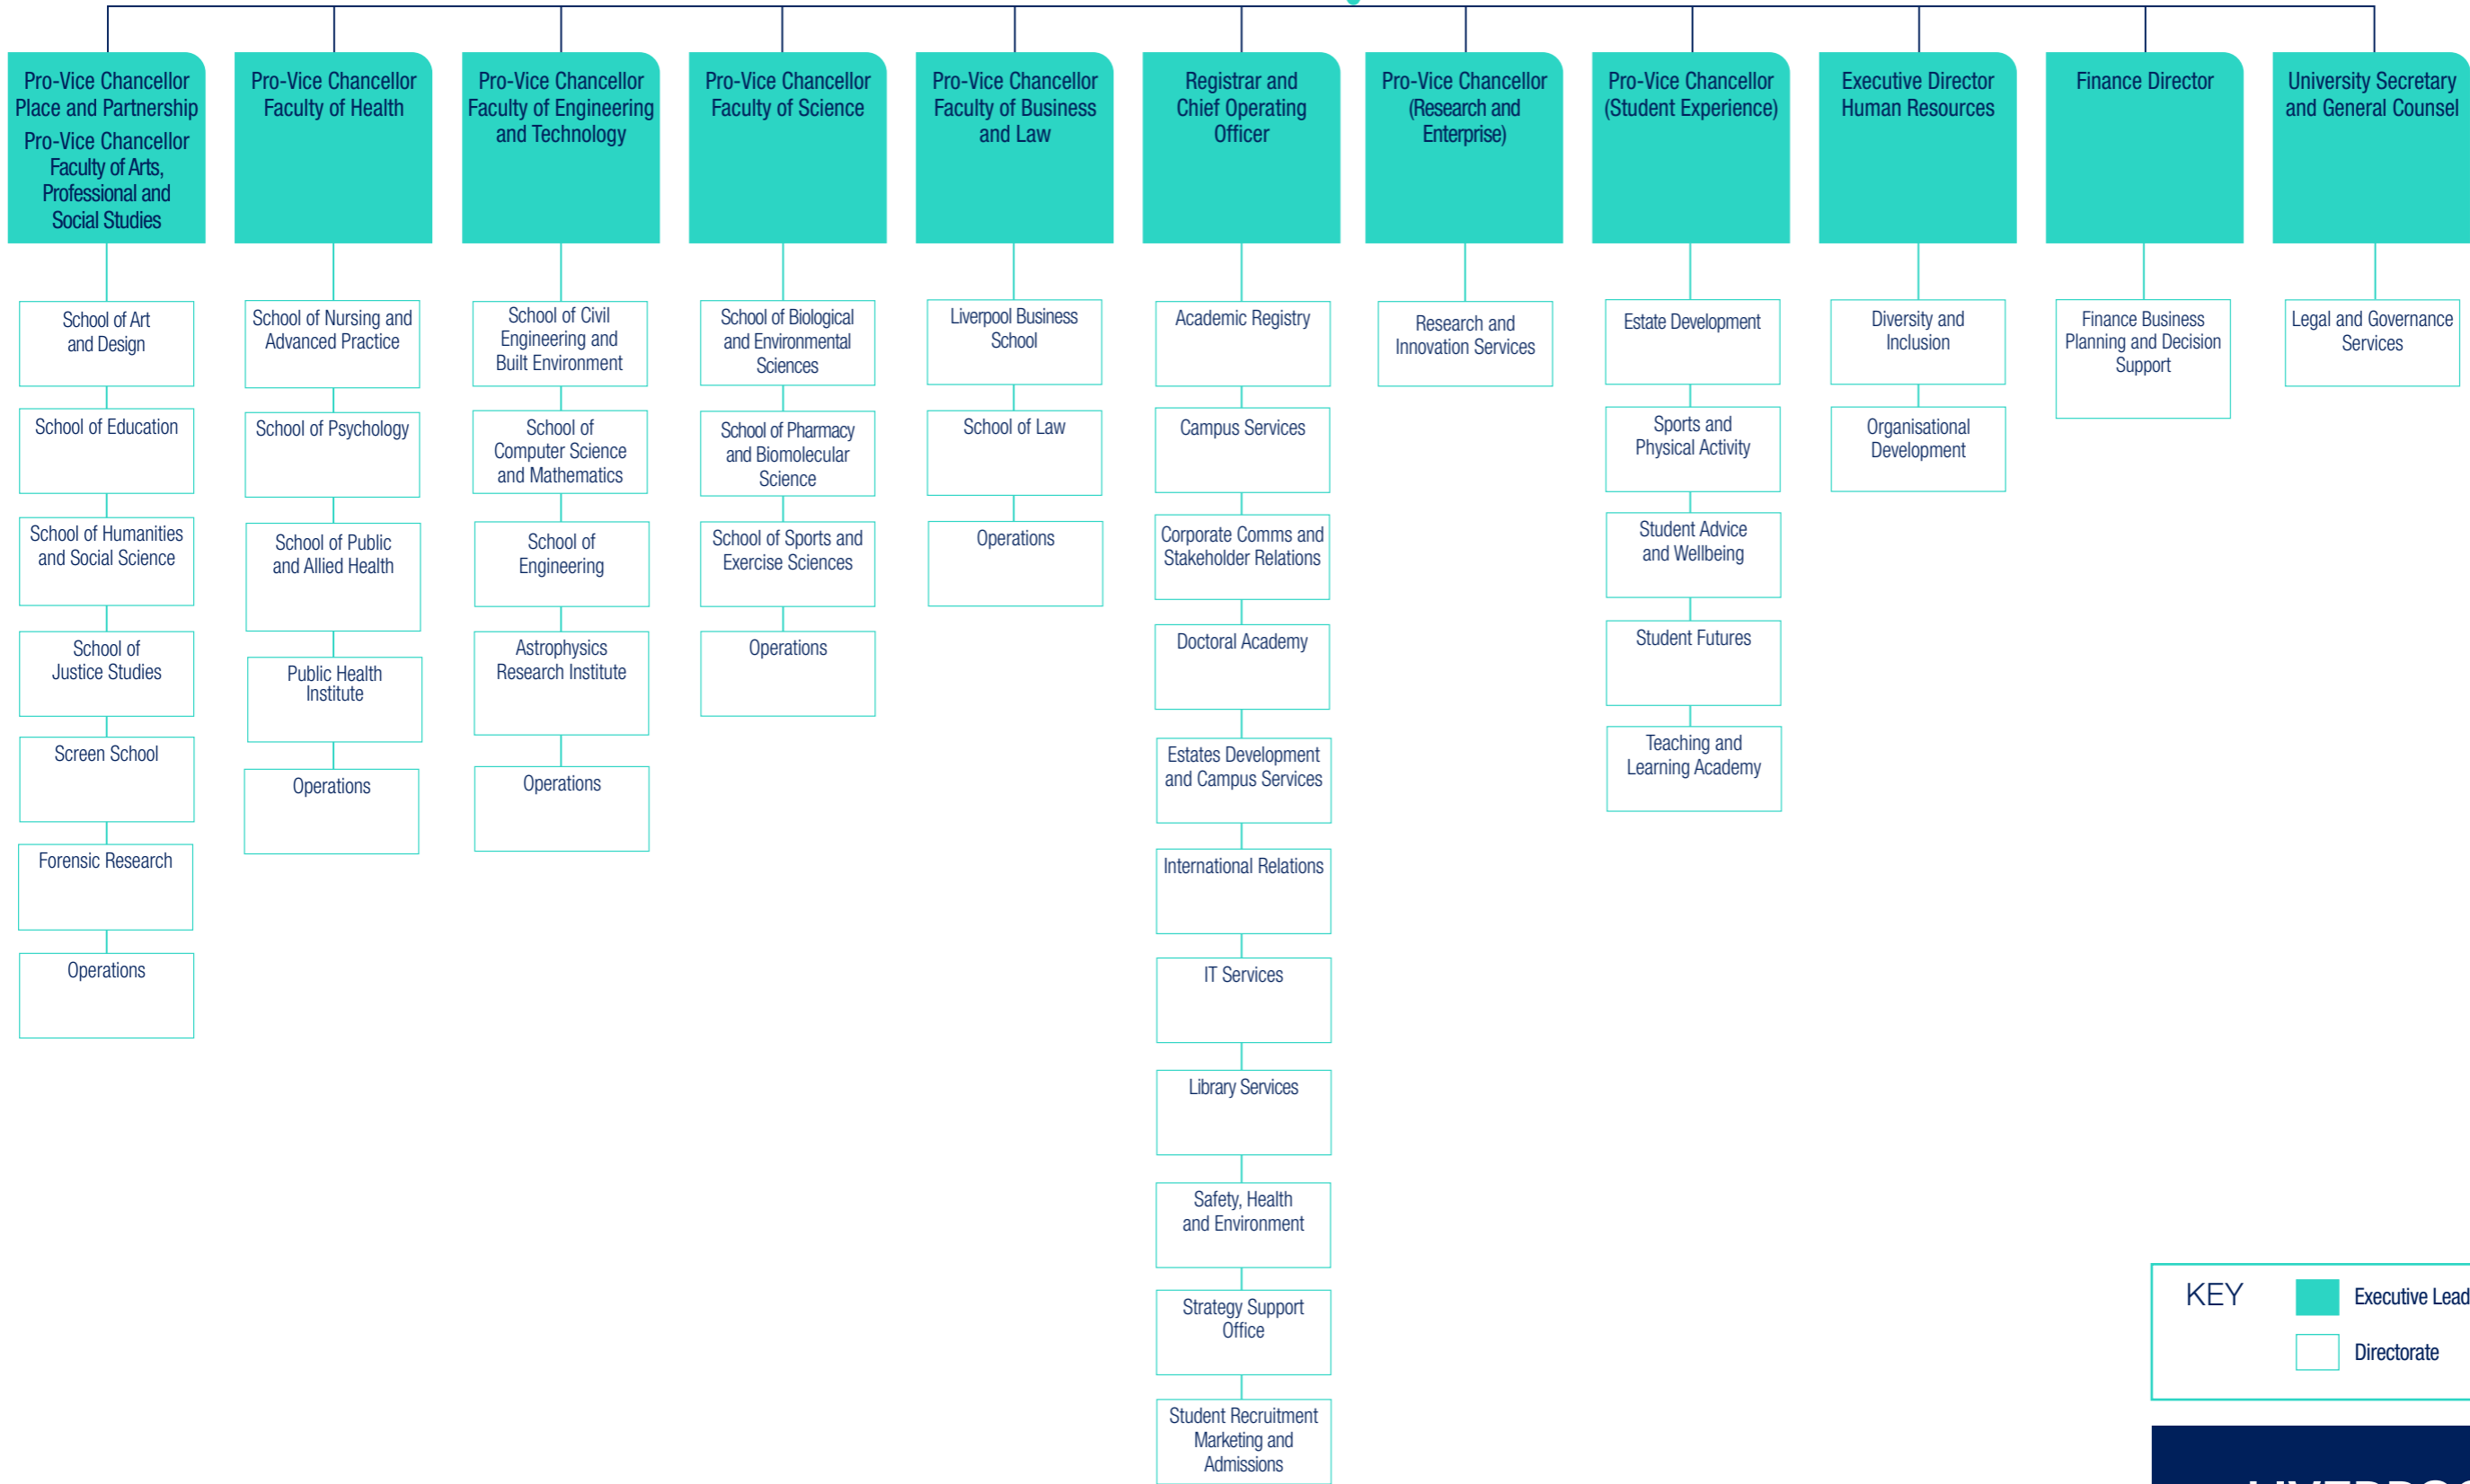 Pro-Vice Chancellor
Place and Partnership
Pro-Vice Chancellor
Faculty of Arts,
Professional and
Social Studies
School of Art
and Design
School of Education
School of Humanities
and Social Science
School of
Justice Studies
Screen School
Forensic Research
Operations
Pro-Vice Chancellor
Faculty of Health
School of Nursing and
Advanced Practice
School of Psychology
School of Public
and Allied Health
Public Health
Institute
Operations
Pro-Vice Chancellor
Faculty of Engineering
and Technology
School of Civil
Engineering and
Built Environment
School of
Computer Science
and Mathematics
School of
Engineering
Astrophysics
Research Institute
Operations
Pro-Vice Chancellor
Faculty of Science
School of Biological
and Environmental
Sciences
School of Pharmacy
and Biomolecular
Science
School of Sports and
Exercise Sciences
Operations
Pro-Vice Chancellor
Faculty of Business
and Law
Liverpool Business
School
School of Law
Operations
Registrar and
Chief Operating
Officer
Academic Registry
Campus Services
Corporate Comms and
Stakeholder Relations
Doctoral Academy
Estates Development
and Campus Services
International Relations
IT Services
Library Services
Safety, Health
and Environment
Strategy Support
Office
Student Recruitment
Marketing and
Admissions
Pro-Vice Chancellor
(Research and
Enterprise)
Research and
Innovation Services
Pro-Vice Chancellor
(Student Experience)
Estate Development
Sports and
Physical Activity
Student Advice
and Wellbeing
Student Futures
Teaching and
Learning Academy
Executive Director
Human Resources
Diversity and
Inclusion
Organisational
Development
Finance Director
Finance Business
Planning and Decision
Support
University Secretary
and General Counsel
Legal and Governance
Services
KEY
Executive Lead
Directorate